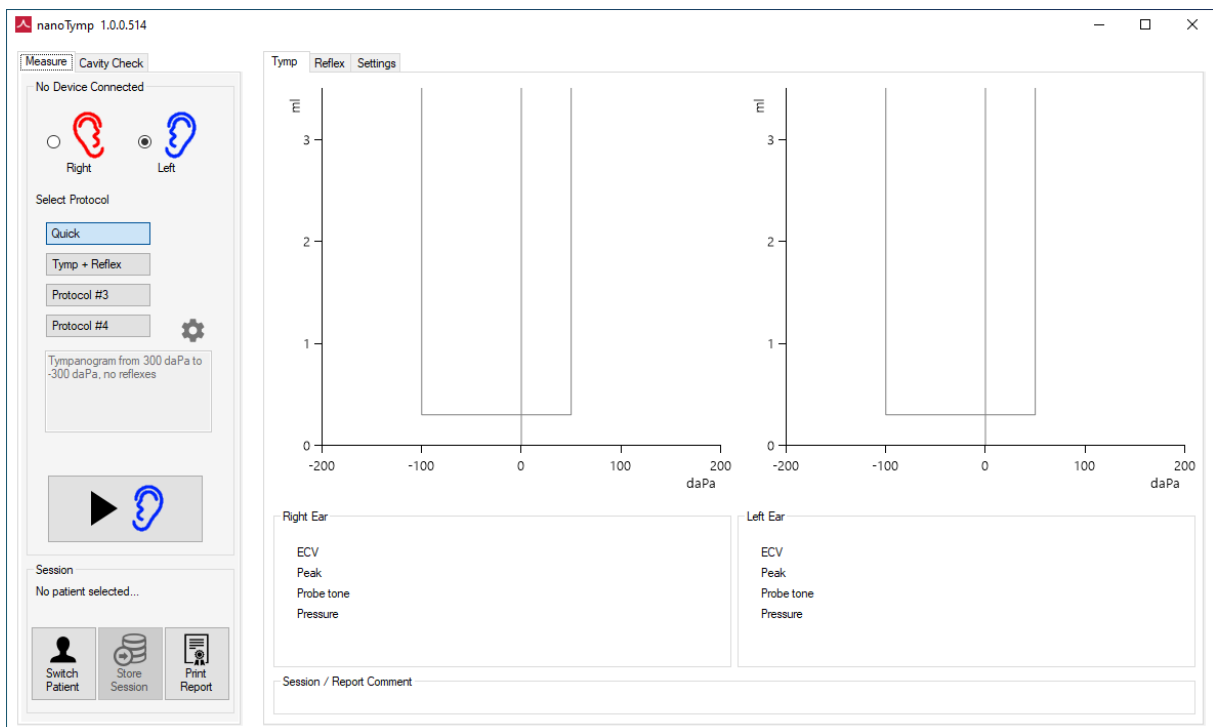 nanoTymp 1.0.0.514
Measure
Cavity Check
No Device Connected
Right
Left
Select Protocol
Quick
Tymp + Reflex
Protocol #3
Protocol #4
Tympanogram from 300 daPa to
-300 daPa, no reflexes
Session
No patient selected...
Switch
Patient
Store
Session
Print
Report
Tymp
Reflex
Settings
ml
3
2
1
0
-200
-100
0
100
200
daPa
ml
3
2
1
0
-200
-100
0
100
200
daPa
Right Ear
ECV
Peak
Probe tone
Pressure
Left Ear
ECV
Peak
Probe tone
Pressure
Session / Report Comment